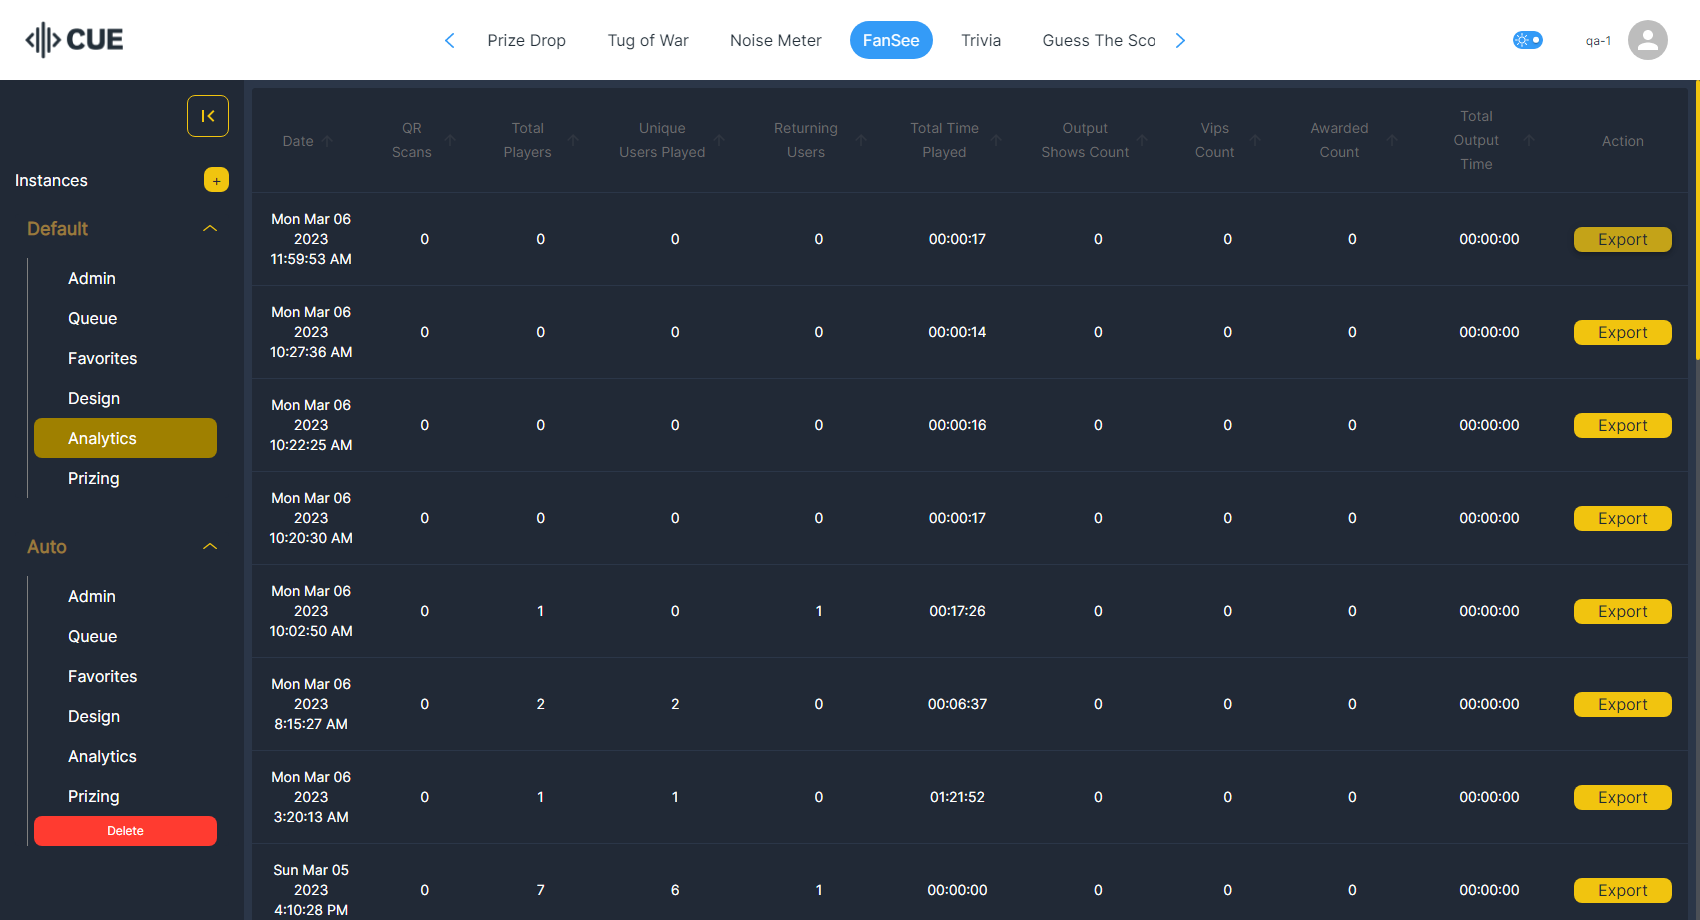 CUE
Prize Drop
Tug of War
Noise Meter
FanSee
Trivia
Guess The Sco
qa-1
Instances
+
Default
Admin
Queue
Favorites
Design
Analytics
Prizing
Auto
Admin
Queue
Favorites
Design
Analytics
Prizing
Delete
Date
QR
Scans
Total
Players
Unique
Users Played
Returning
Users
Total Time
Played
Output
Shows Count
Vips
Count
Awarded
Count
Total
Output
Time
Action
Mon Mar 06
2023
11:59:53 AM
0
0
0
0
00:00:17
0
0
0
00:00:00
Export
Mon Mar 06
2023
10:27:36 AM
0
0
0
0
00:00:14
0
0
0
00:00:00
Export
Mon Mar 06
2023
10:22:25 AM
0
0
0
0
00:00:16
0
0
0
00:00:00
Export
Mon Mar 06
2023
10:20:30 AM
0
0
0
0
00:00:17
0
0
0
00:00:00
Export
Mon Mar 06
2023
10:02:50 AM
0
1
0
1
00:17:26
0
0
0
00:00:00
Export
Mon Mar 06
2023
8:15:27 AM
0
2
2
0
00:06:37
0
0
0
00:00:00
Export
Mon Mar 06
2023
3:20:13 AM
0
1
1
0
01:21:52
0
0
0
00:00:00
Export
Sun Mar 05
2023
4:10:28 PM
0
7
6
1
00:00:00
0
0
0
00:00:00
Export